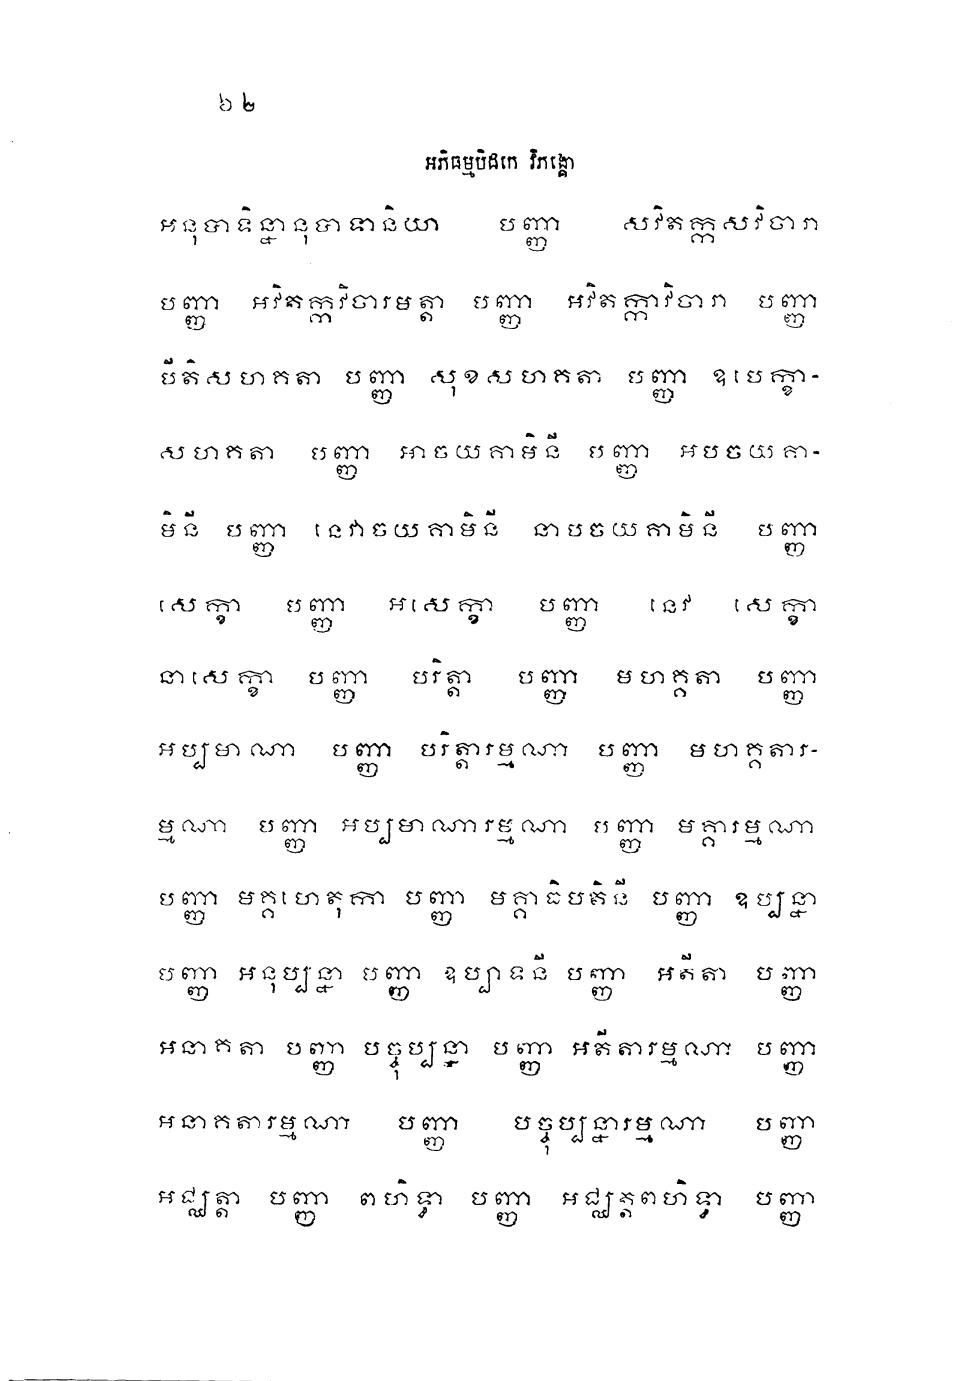 ៦២
អភិធម្មបិដកេ វិភង្គោ
អនុបាទិន្នានុបាទានិយា បញ្ញា សវិតក្កសវិចារា
បញ្ញា អវិតក្កវិចារមត្តា បញ្ញា អវិតក្កាវិចារា បញ្ញា
បីតិសហគតា បញ្ញា សុខសហគតា បញ្ញា ឧបេក្ខា-
សហគតា បញ្ញា អាចយគាមិនី បញ្ញា អបចយគា-
មិនី បញ្ញា នេវាចយគាមិនី នាបចយគាមិនី បញ្ញា
សេក្ខា បញ្ញា អសេក្ខា បញ្ញា នេវ សេក្ខា
នាសេក្ខា បញ្ញា បរិត្តា បញ្ញា មហគ្គតា បញ្ញា
អប្បមាណា បញ្ញា បរិត្តារម្មណា បញ្ញា មហគ្គតារ-
ម្មណា បញ្ញា អប្បមាណារម្មណា បញ្ញា មគ្គារម្មណា
បញ្ញា មគ្គហេតុកា បញ្ញា មគ្គាធិបតិនី បញ្ញា ឧប្បន្នា
បញ្ញា អនុប្បន្នា បញ្ញា ឧប្បាទនី បញ្ញា អតីតា បញ្ញា
អនាគតា បញ្ញា បច្ចុប្បន្នា បញ្ញា អតីតារម្មណា បញ្ញា
អនាគតារម្មណា បញ្ញា បច្ចុប្បន្នារម្មណា បញ្ញា
អជ្ឈត្តា បញ្ញា ពហិទ្ធា បញ្ញា អជ្ឈត្តពហិទ្ធា បញ្ញា